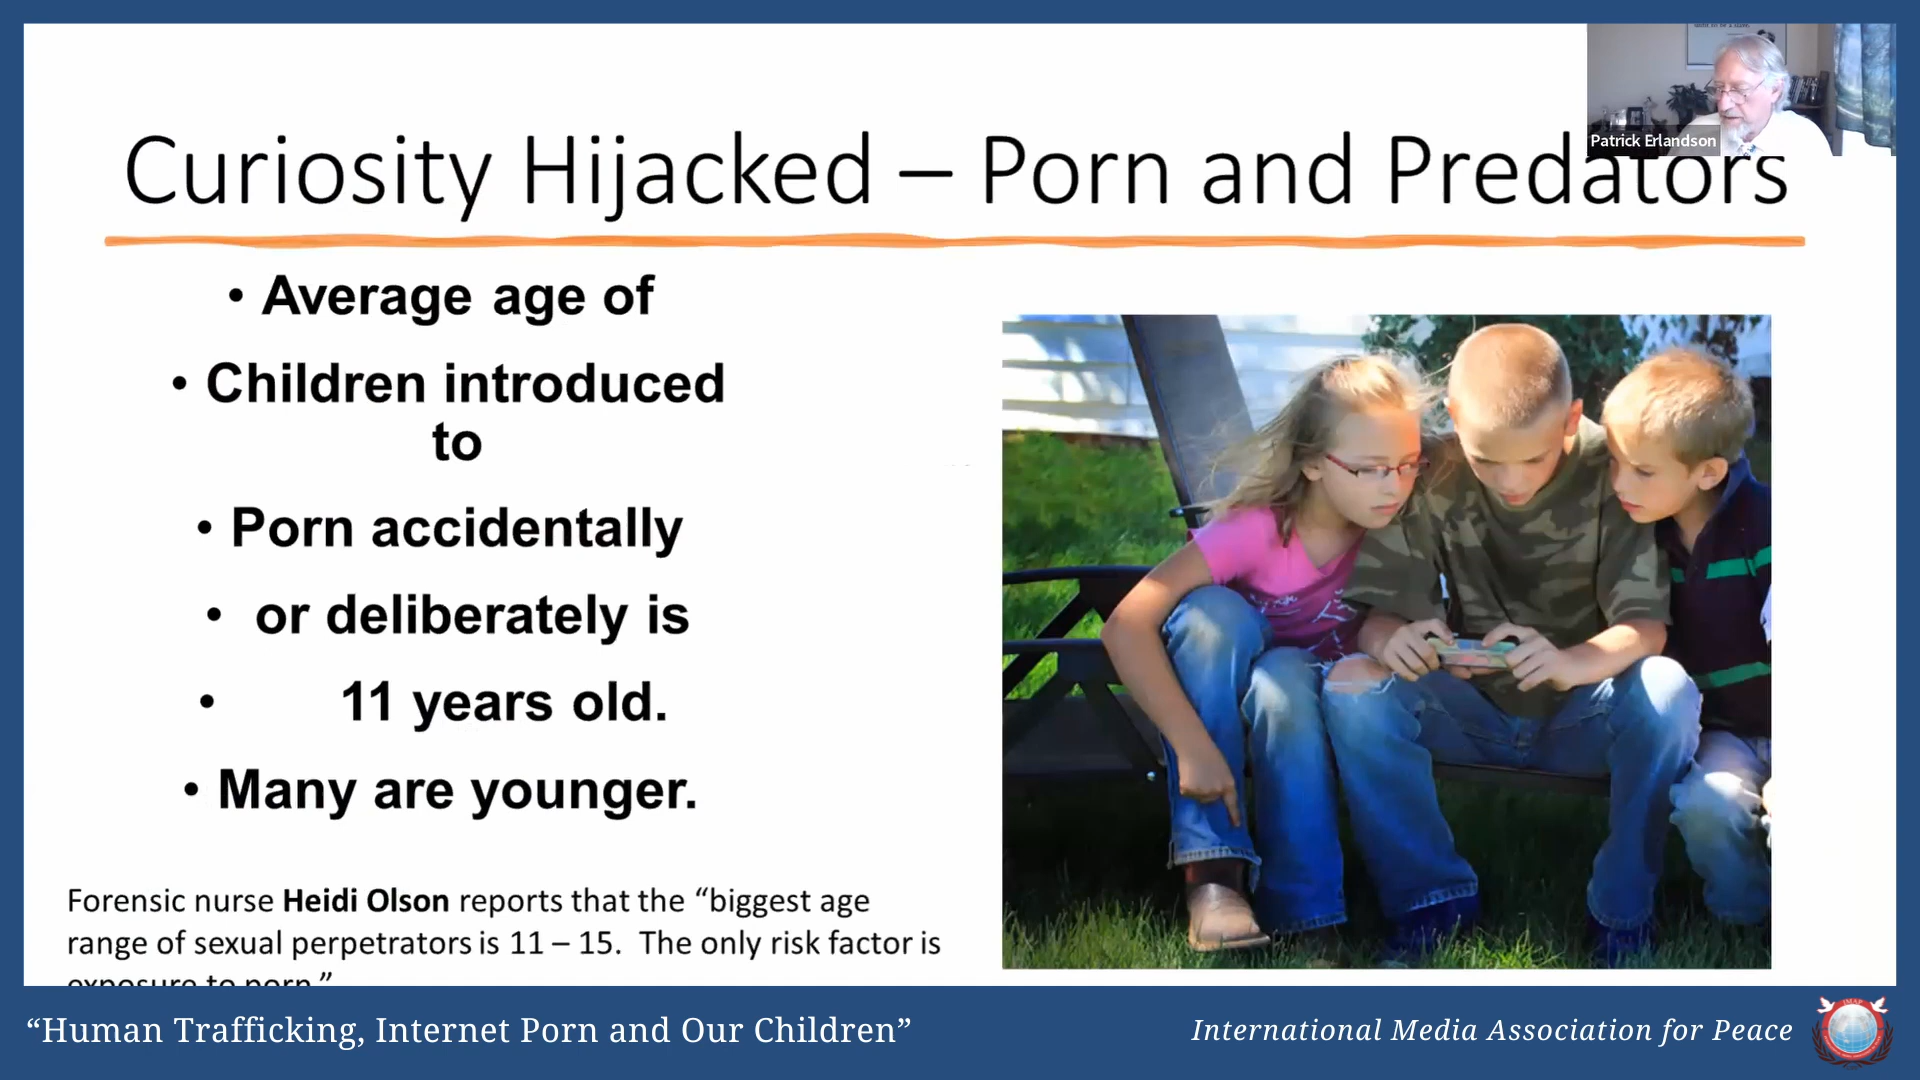 Patrick Erlandson
Curiosity Hijacked – Porn and Predators
• Average age of
• Children introduced
to
• Porn accidentally
• or deliberately is
• 11 years old.
• Many are younger.
Forensic nurse Heidi Olson reports that the “biggest age
range of sexual perpetrators is 11 – 15. The only risk factor is
exposure to porn.”
“Human Trafficking, Internet Porn and Our Children”
International Media Association for Peace